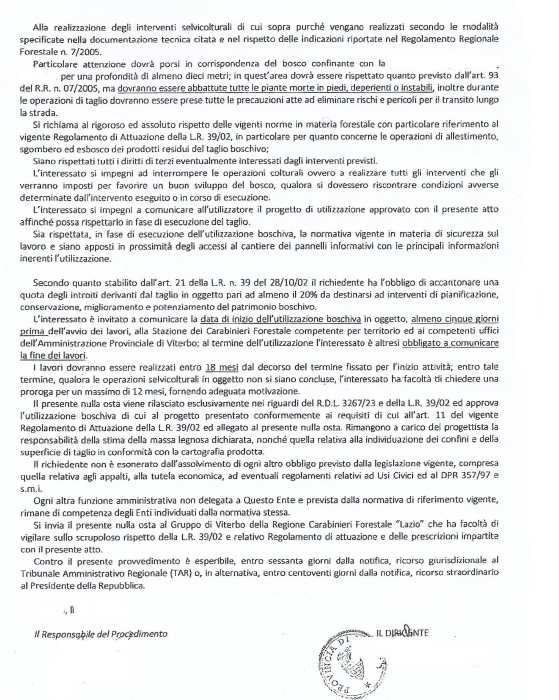 Alla realizzazione degli interventi selvicolturali di cui sopra purché vengano realizzati secondo le modalità
specificate nella documentazione tecnica citata e nel rispetto delle indicazioni riportate nel Regolamento Regionale
Forestale n. 7/2005.
Particolare attenzione dovrà porsi in corrispondenza del bosco confinante con la
per una profondità di almeno dieci metri; in quest'area dovrà essere rispettato quanto previsto dall'art. 93
del R.R. n. 07/2005, ma dovranno essere abbattute tutte le piante morte in piedi, deperienti o instabili, inoltre durante
le operazioni di taglio dovranno essere prese tutte le precauzioni atte ad eliminare rischi e pericoli per il transito lungo
la strada.
Si richiama al rigoroso ed assoluto rispetto delle vigenti norme in materia forestale con particolare riferimento al
vigente Regolamento di Attuazione della L.R. 39/02, in particolare per quanto concerne le operazioni di allestimento,
sgombero ed esbosco dei prodotti residui del taglio boschivo;
Siano rispettati tutti i diritti di terzi eventualmente interessati dagli interventi previsti.
L'interessato si impegni ad interrompere le operazioni colturali ovvero a realizzare tutti gli interventi che gli
verranno imposti per favorire un buon sviluppo del bosco, qualora si dovessero riscontrare condizioni avverse
determinate dall'intervento eseguito o in corso di esecuzione.
L'interessato si impegni a comunicare all'utilizzatore il progetto di utilizzazione approvato con il presente atto
affinché possa rispettarlo in fase di esecuzione del taglio.
Sia rispettata, in fase di esecuzione dell'utilizzazione boschiva, la normativa vigente in materia di sicurezza sul
lavoro e siano apposti in prossimità degli accessi al cantiere dei pannelli informativi con le principali informazioni
inerenti l'utilizzazione.
Secondo quanto stabilito dall'art. 21 della L.R. n. 39 del 28/10/02 il richiedente ha l'obbligo di accantonare una
quota degli introiti derivanti dal taglio in oggetto pari ad almeno il 20% da destinarsi ad interventi di pianificazione,
conservazione, miglioramento e potenziamento del patrimonio boschivo.
L'interessato è invitato a comunicare la data di inizio dell'utilizzazione boschiva in oggetto, almeno cinque giorni
prima dell'avvio dei lavori, alla Stazione dei Carabinieri Forestale competente per territorio ed ai competenti uffici
dell'Amministrazione Provinciale di Viterbo; al termine dell'utilizzazione l'interessato è altresì obbligato a comunicare
la fine dei lavori.
I lavori dovranno essere realizzati entro 18 mesi dal decorso del termine fissato per l'inizio attività; entro tale
termine, qualora le operazioni selvicolturali in oggetto non si siano concluse, l'interessato ha facoltà di chiedere una
proroga per un massimo di 12 mesi, fornendo adeguata motivazione.
Il presente nulla osta viene rilasciato esclusivamente nei riguardi del R.D.L. 3267/23 e della L.R. 39/02 ed approva
l'utilizzazione boschiva di cui al progetto presentato conformemente ai requisiti di cui all'art. 11 del vigente
Regolamento di Attuazione della L.R. 39/02 ed allegato al presente nulla osta. Rimangono a carico del progettista la
responsabilità della stima della massa legnosa dichiarata, nonché quella relativa alla individuazione dei confini e della
superficie di taglio in conformità con la cartografia prodotta.
Il richiedente non è esonerato dall'assolvimento di ogni altro obbligo previsto dalla legislazione vigente, compresa
quella relativa agli appalti, alla tutela economica, ad eventuali regolamenti relativi ad Usi Civici ed al DPR 357/97 e
s.m.i.
Ogni altra funzione amministrativa non delegata a Questo Ente e prevista dalla normativa di riferimento vigente,
rimane di competenza degli Enti individuati dalla normativa stessa.
Si invia il presente nulla osta al Gruppo di Viterbo della Regione Carabinieri Forestale "Lazio" che ha facoltà di
vigilare sullo scrupoloso rispetto della L.R. 39/02 e relativo Regolamento di attuazione e delle prescrizioni impartite
con il presente atto.
Contro il presente provvedimento è esperibile, entro sessanta giorni dalla notifica, ricorso giurisdizionale al
Tribunale Amministrativo Regionale (TAR) o, in alternativa, entro centoventi giorni dalla notifica, ricorso straordinario
al Presidente della Repubblica.
, lì
Il Responsabile del Procedimento
IL DIRIGENTE
PROVINCIA DI